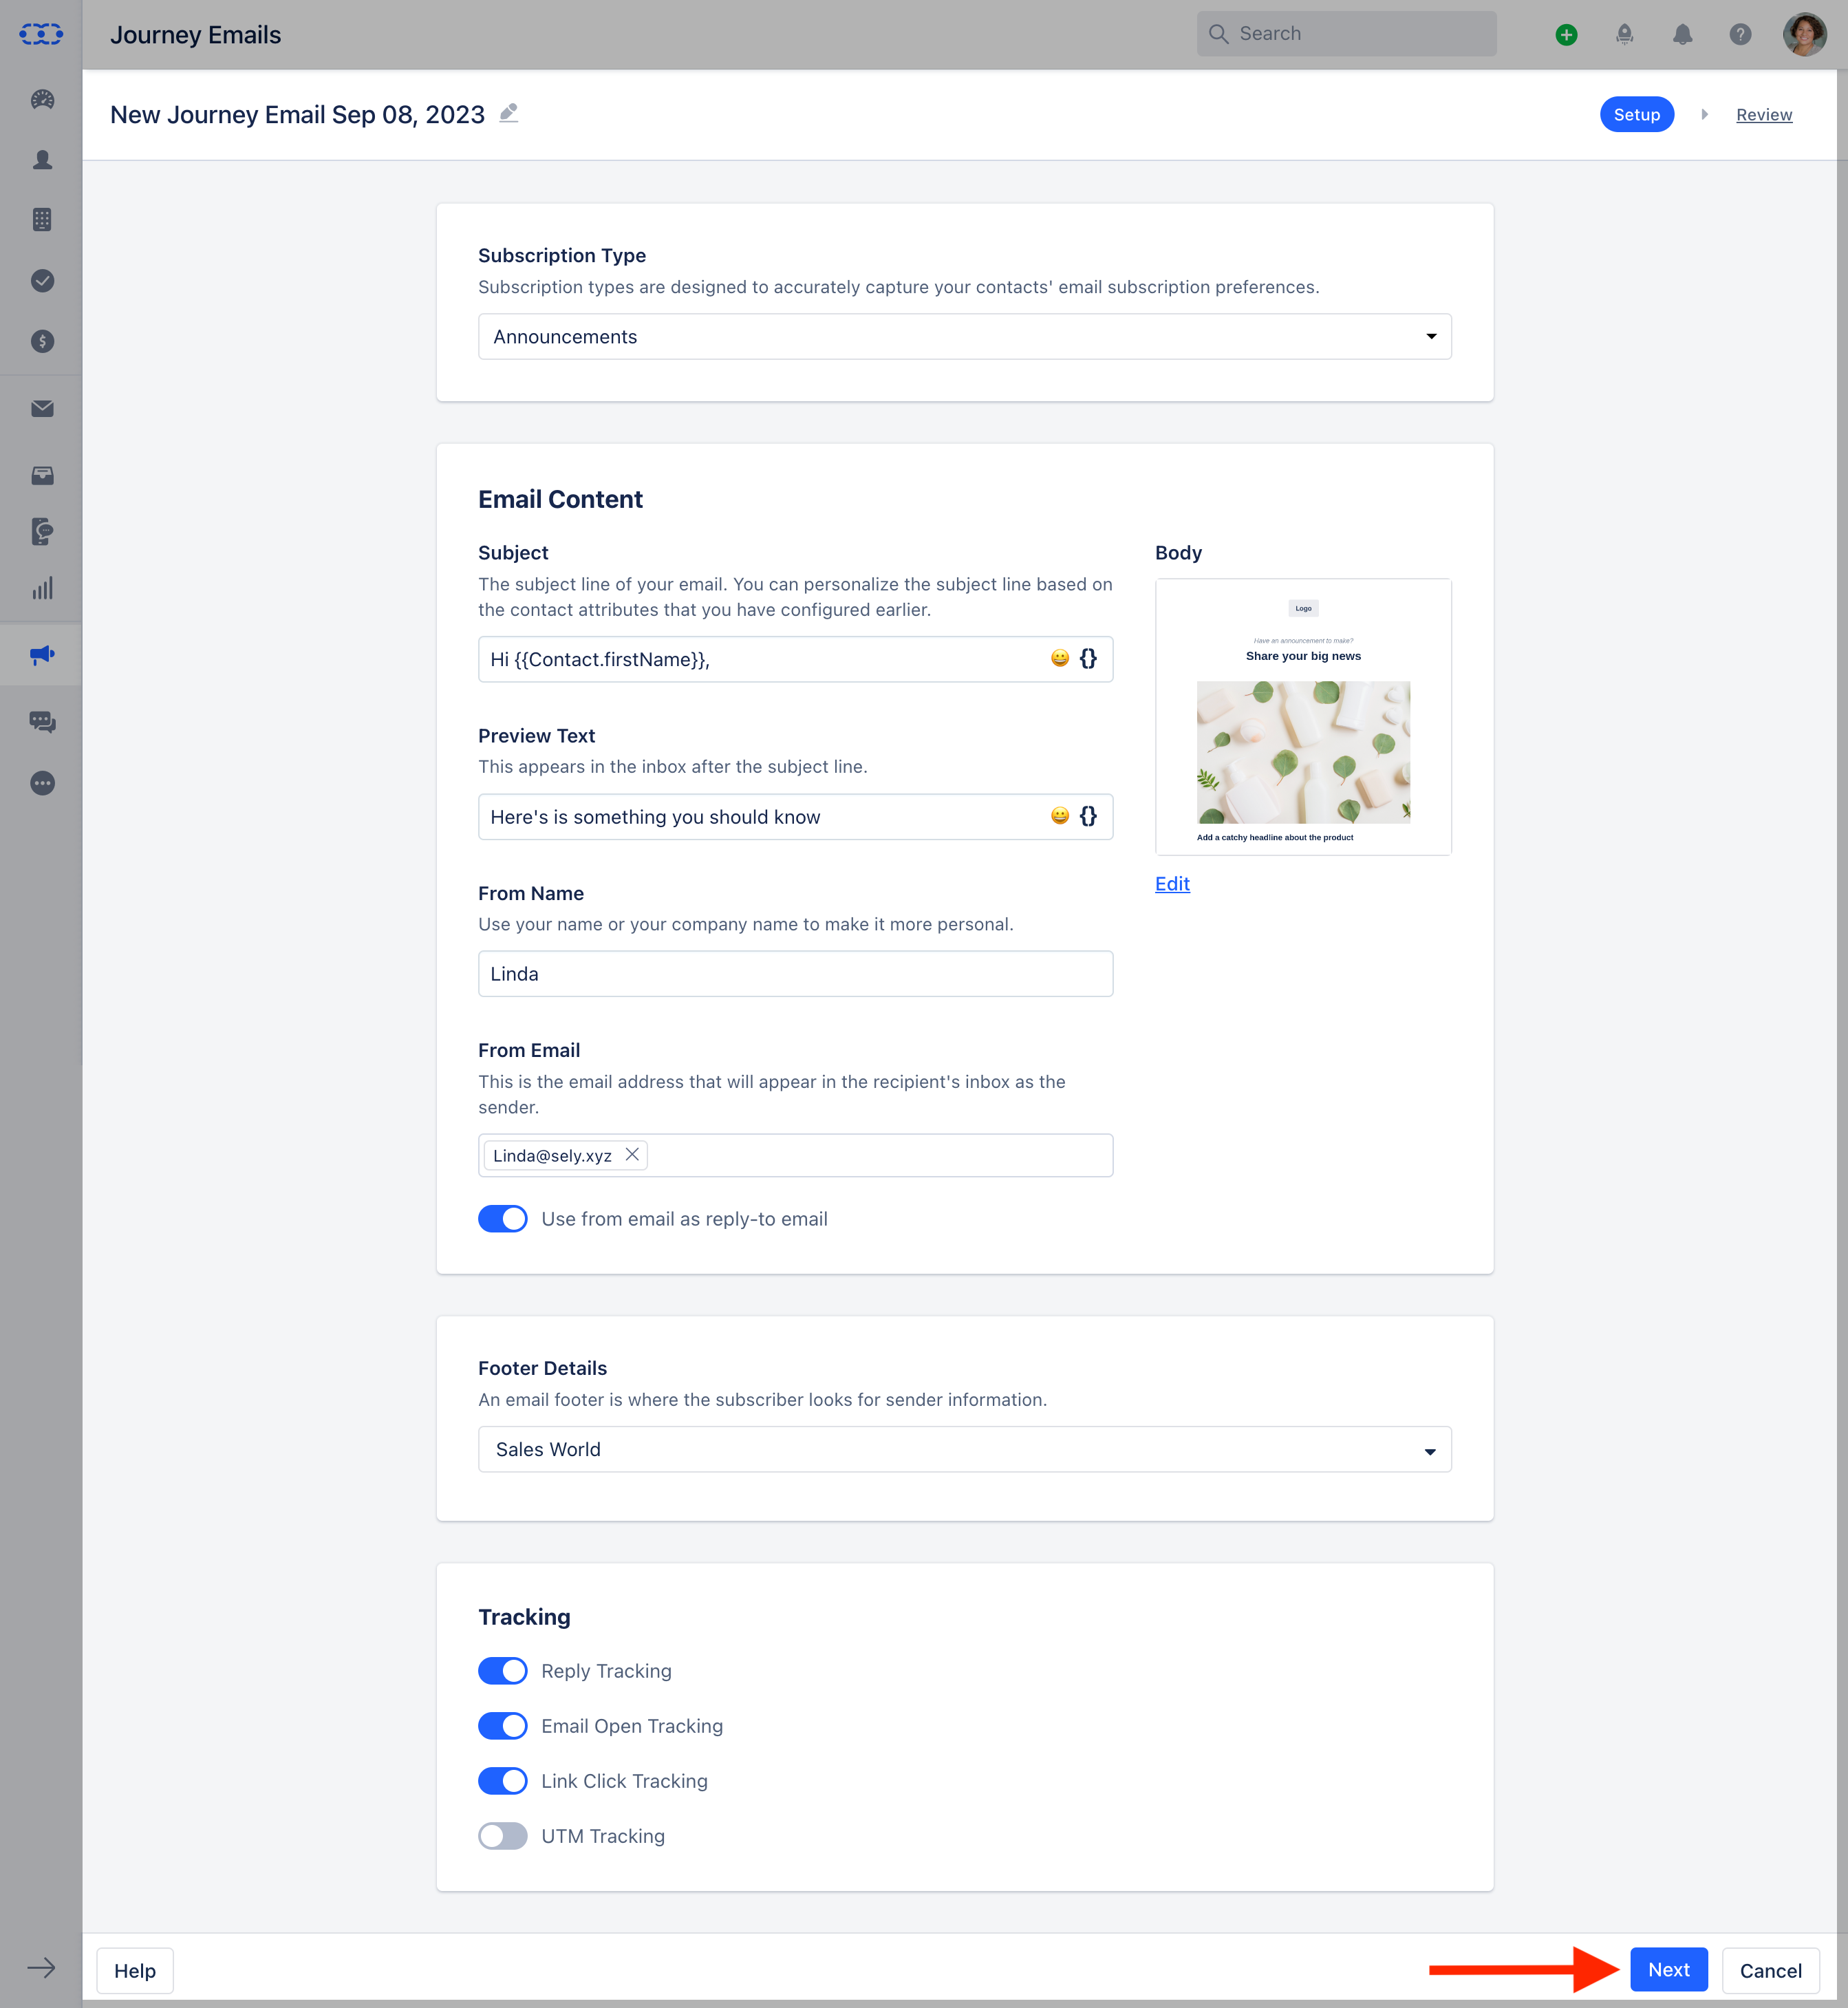 Journey Emails
Search
New Journey Email Sep 08, 2023
Setup
Review
Subscription Type
Subscription types are designed to accurately capture your contacts' email subscription preferences.
Announcements
Email Content
Subject
The subject line of your email. You can personalize the subject line based on
the contact attributes that you have configured earlier.
Hi {{Contact.firstName}},
{}
Preview Text
This appears in the inbox after the subject line.
Here's is something you should know
{}
From Name
Use your name or your company name to make it more personal.
Linda
From Email
This is the email address that will appear in the recipient's inbox as the
sender.
Linda@sely.xyz
Use from email as reply-to email
Body
Logo
Have an announcement to make?
Share your big news
Add a catchy headline about the product
Edit
Footer Details
An email footer is where the subscriber looks for sender information.
Sales World
Tracking
Reply Tracking
Email Open Tracking
Link Click Tracking
UTM Tracking
Help
Next
Cancel